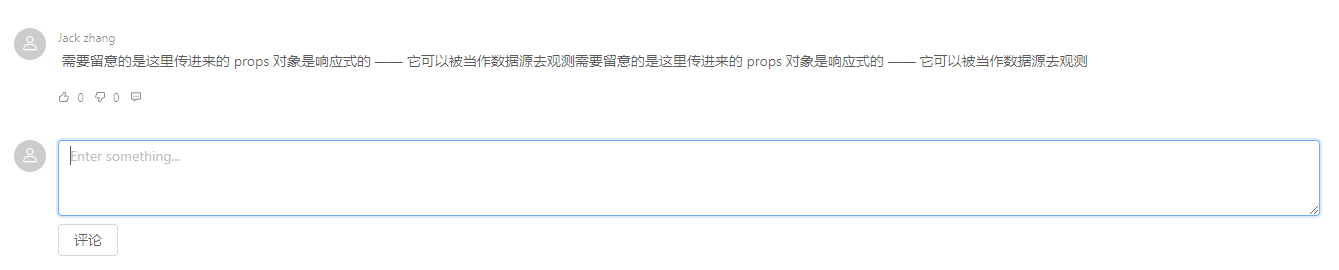 Jack zhang
需要留意的是这里传进来的 props 对象是响应式的 —— 它可以被当作数据源去观测需要留意的是这里传进来的 props 对象是响应式的 —— 它可以被当作数据源去观测
0 0
Enter something...
评论